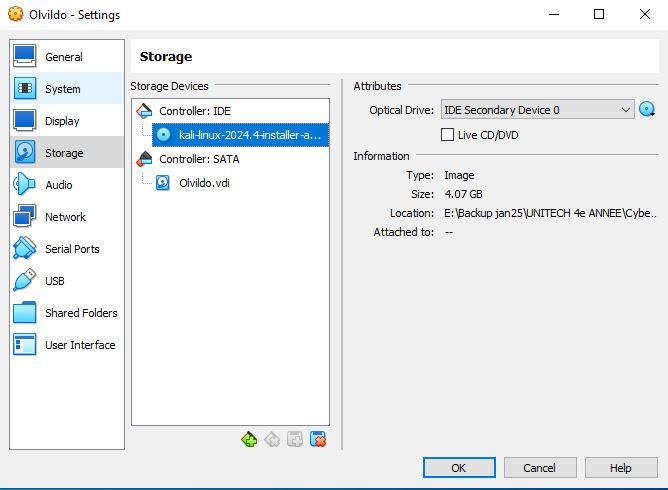 Olvildo - Settings
General
System
Display
Storage
Audio
Network
Serial Ports
USB
Shared Folders
User Interface
Storage
Storage Devices
Controller: IDE
kali-linux-2024.4-installer-a...
Controller: SATA
Olvildo.vdi
Attributes
Optical Drive: IDE Secondary Device 0
Live CD/DVD
Information
Type: Image
Size: 4.07 GB
Location: E:\Backup jan25\UNITECH 4e ANNEE\Cybe...
Attached to: --
OK Cancel Help